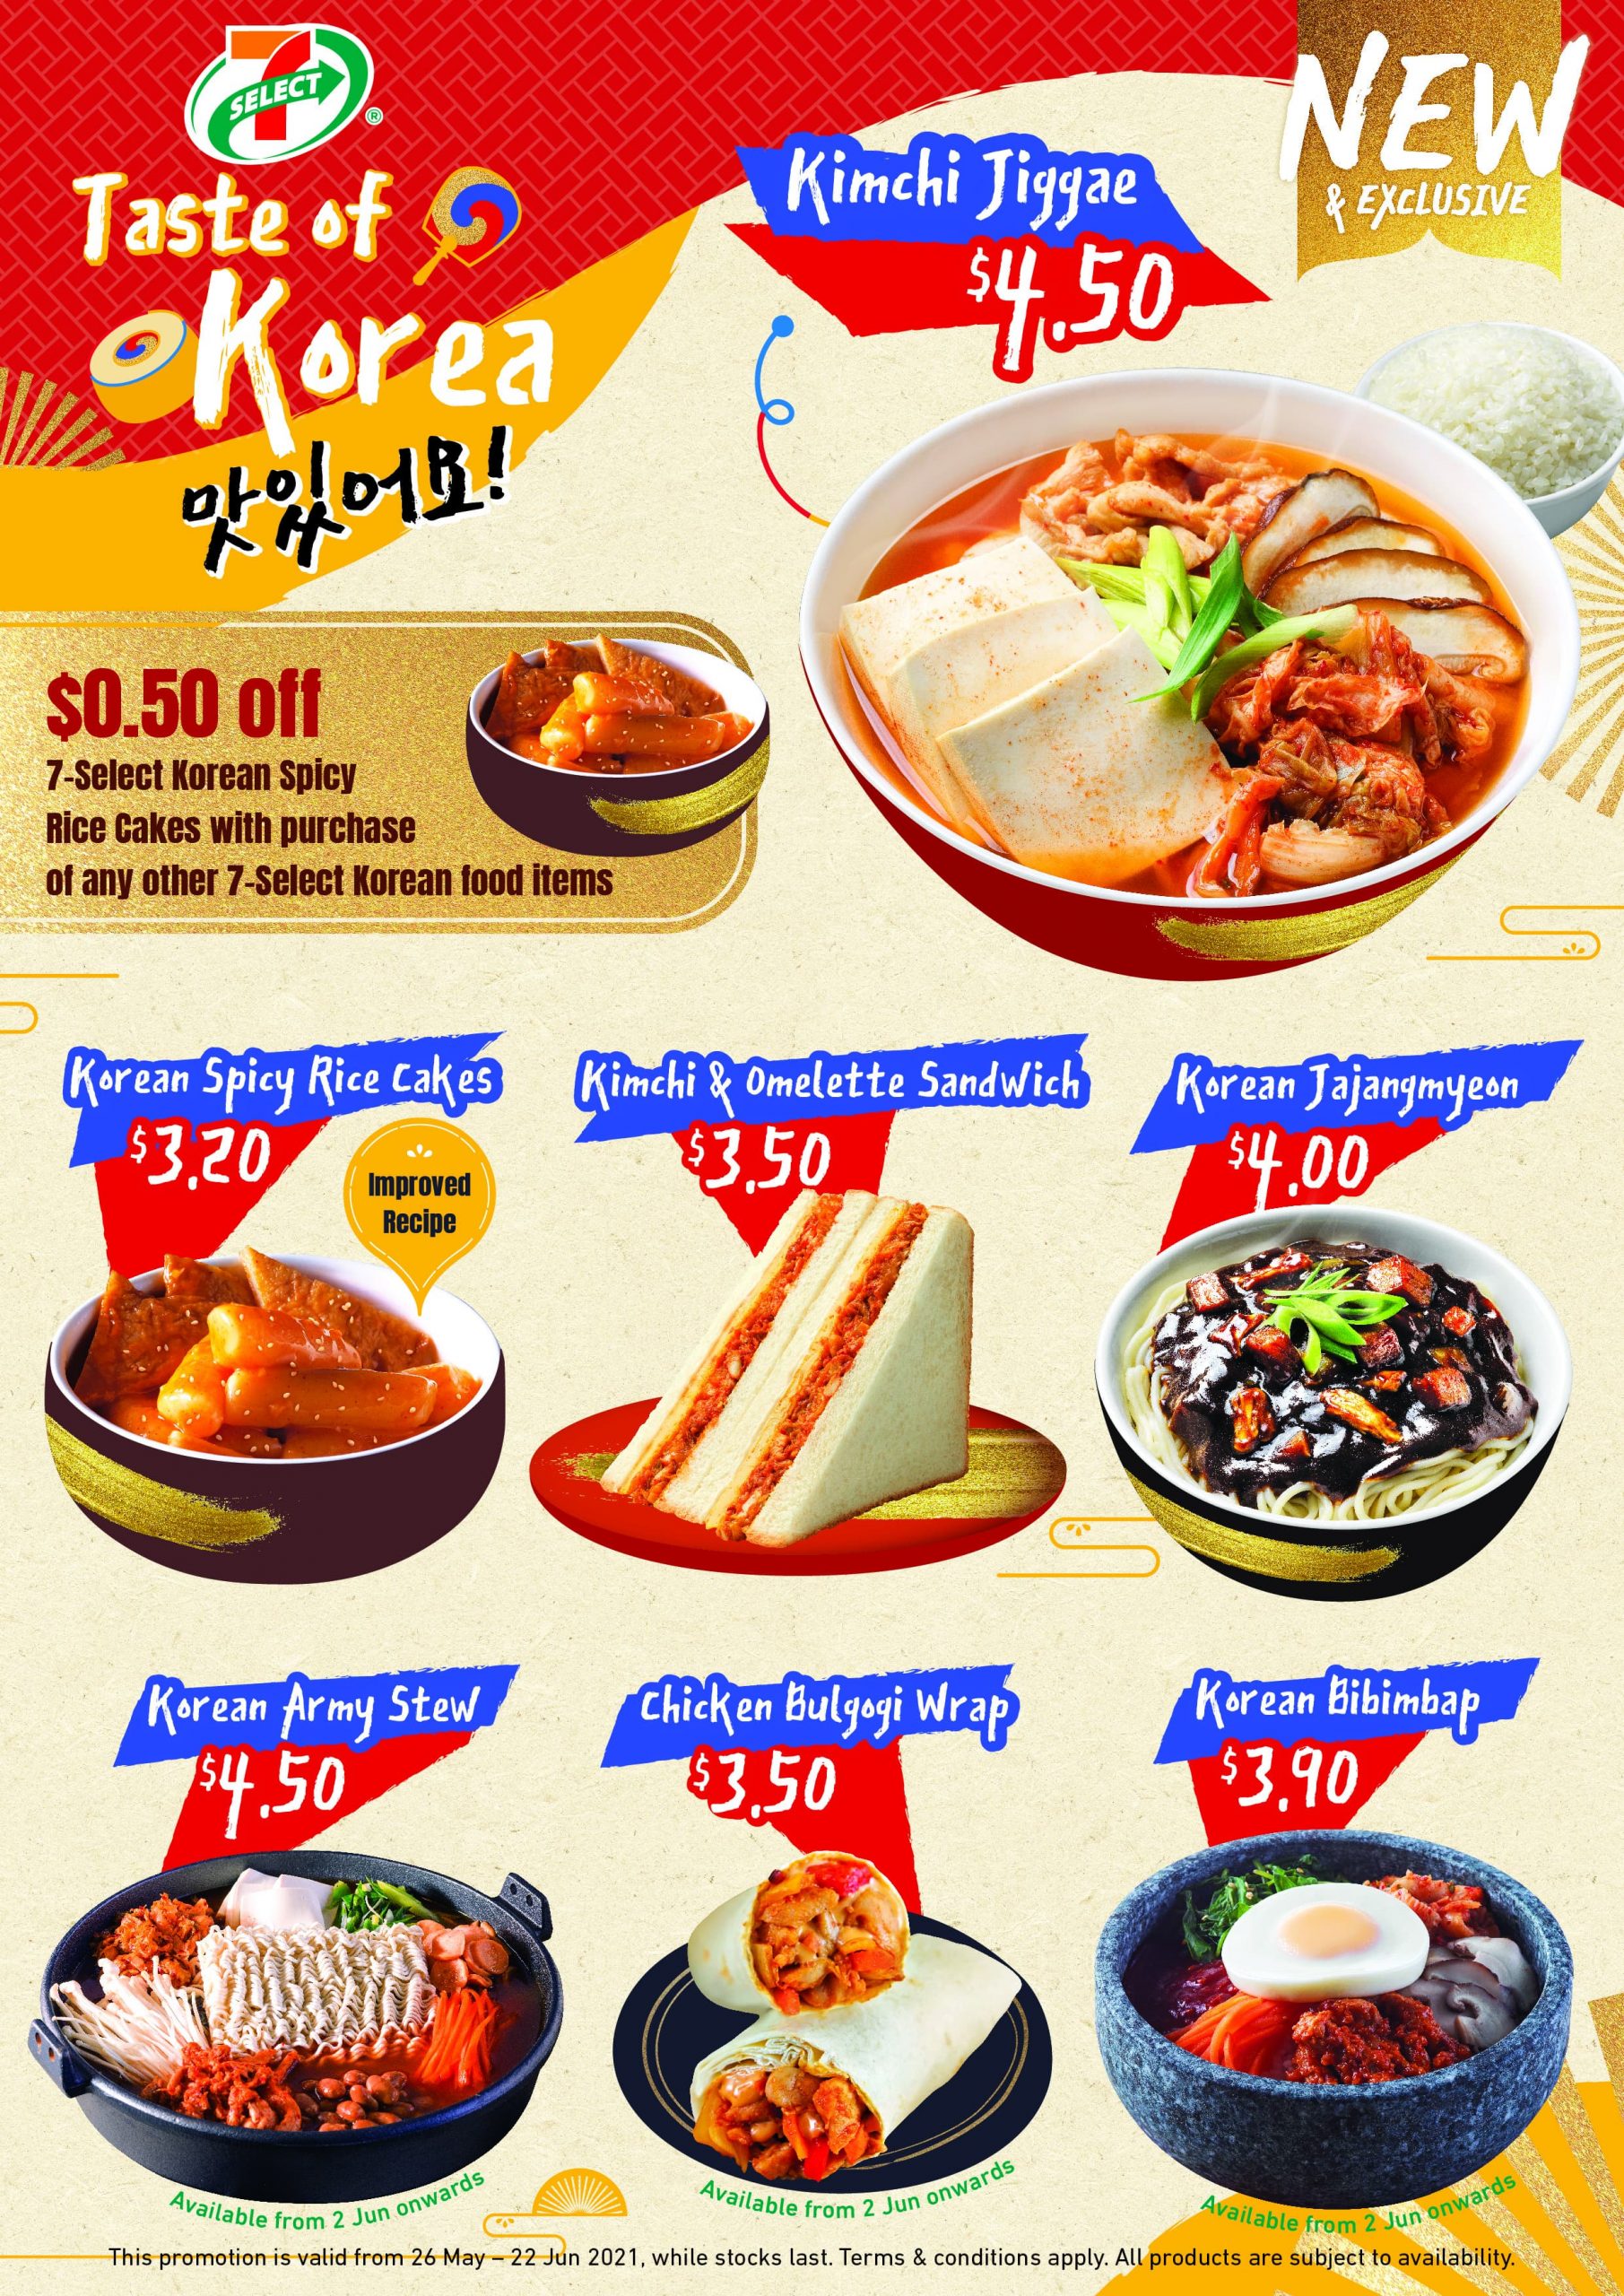 7
SELECT
®
Taste of
Korea
맛있어요!
NEW
& EXCLUSIVE
Kimchi Jiggae
$4.50
$0.50 off
7-Select Korean Spicy
Rice Cakes with purchase
of any other 7-Select Korean food items
Korean Spicy Rice Cakes
$3.20
Improved
Recipe
Kimchi & Omelette Sandwich
$3.50
Korean Jajangmyeon
$4.00
Korean Army Stew
$4.50
Available from 2 Jun onwards
Chicken Bulgogi Wrap
$3.50
Available from 2 Jun onwards
Korean Bibimbap
$3.90
Available from 2 Jun onwards
This promotion is valid from 26 May – 22 Jun 2021, while stocks last. Terms & conditions apply. All products are subject to availability.